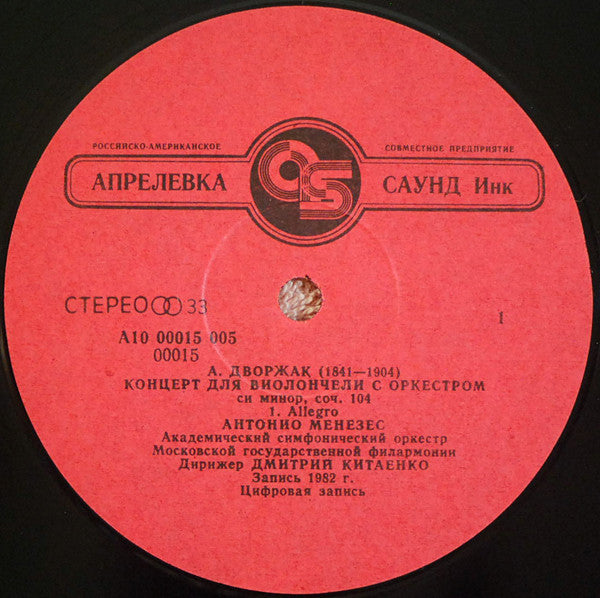 РОССИЙСКО-АМЕРИКАНСКОЕ СОВМЕСТНОЕ ПРЕДПРИЯТИЕ
АПРЕЛЕВКА AS САУНД Инк
СТЕРЕО 33
1
А10 00015 005
00015
А. ДВОРЖАК (1841—1904)
КОНЦЕРТ ДЛЯ ВИОЛОНЧЕЛИ С ОРКЕСТРОМ
си минор, соч. 104
1. Allegro
АНТОНИО МЕНЕЗЕС
Академический симфонический оркестр
Московской государственной филармонии
Дирижер ДМИТРИЙ КИТАЕНКО
Запись 1982 г.
Цифровая запись